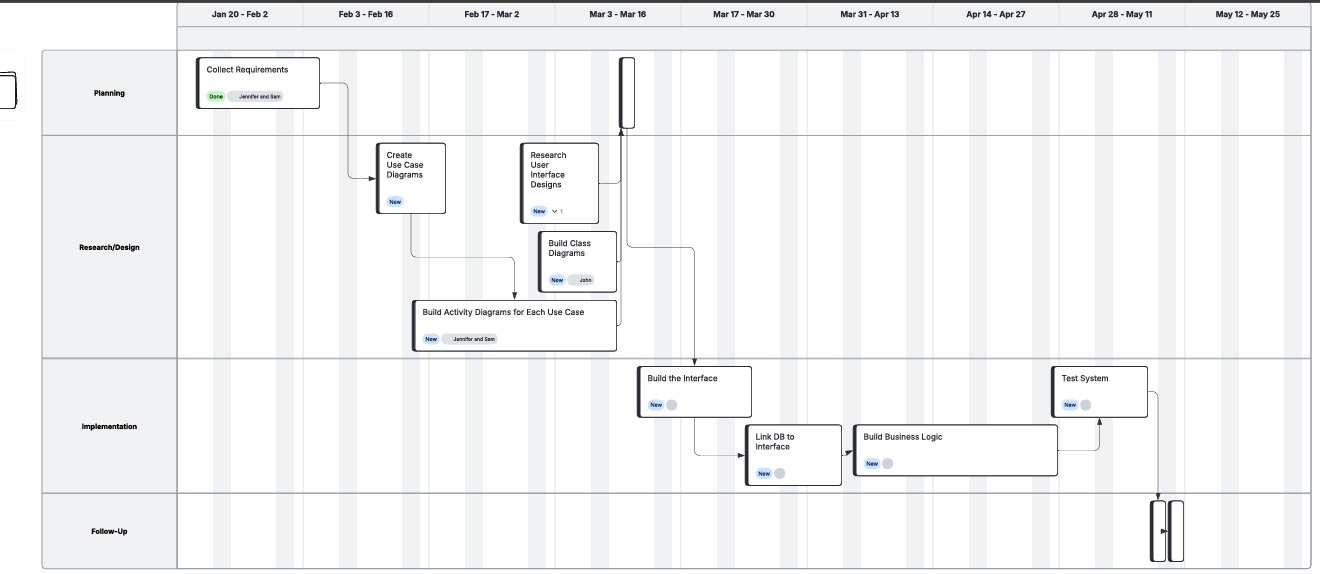 Jan 20 - Feb 2
Feb 3 - Feb 16
Feb 17 - Mar 2
Mar 3 - Mar 16
Mar 17 - Mar 30
Mar 31 - Apr 13
Apr 14 - Apr 27
Apr 28 - May 11
May 12 - May 25
Planning
Collect Requirements
Done
Jennifer and Sam
Research/Design
Create
Use Case
Diagrams
New
Research
User
Interface
Designs
New
1
Build Class
Diagrams
New
John
Build Activity Diagrams for Each Use Case
New
Jennifer and Sam
Implementation
Build the Interface
New
Link DB to
Interface
New
Build Business Logic
New
Test System
New
Follow-Up